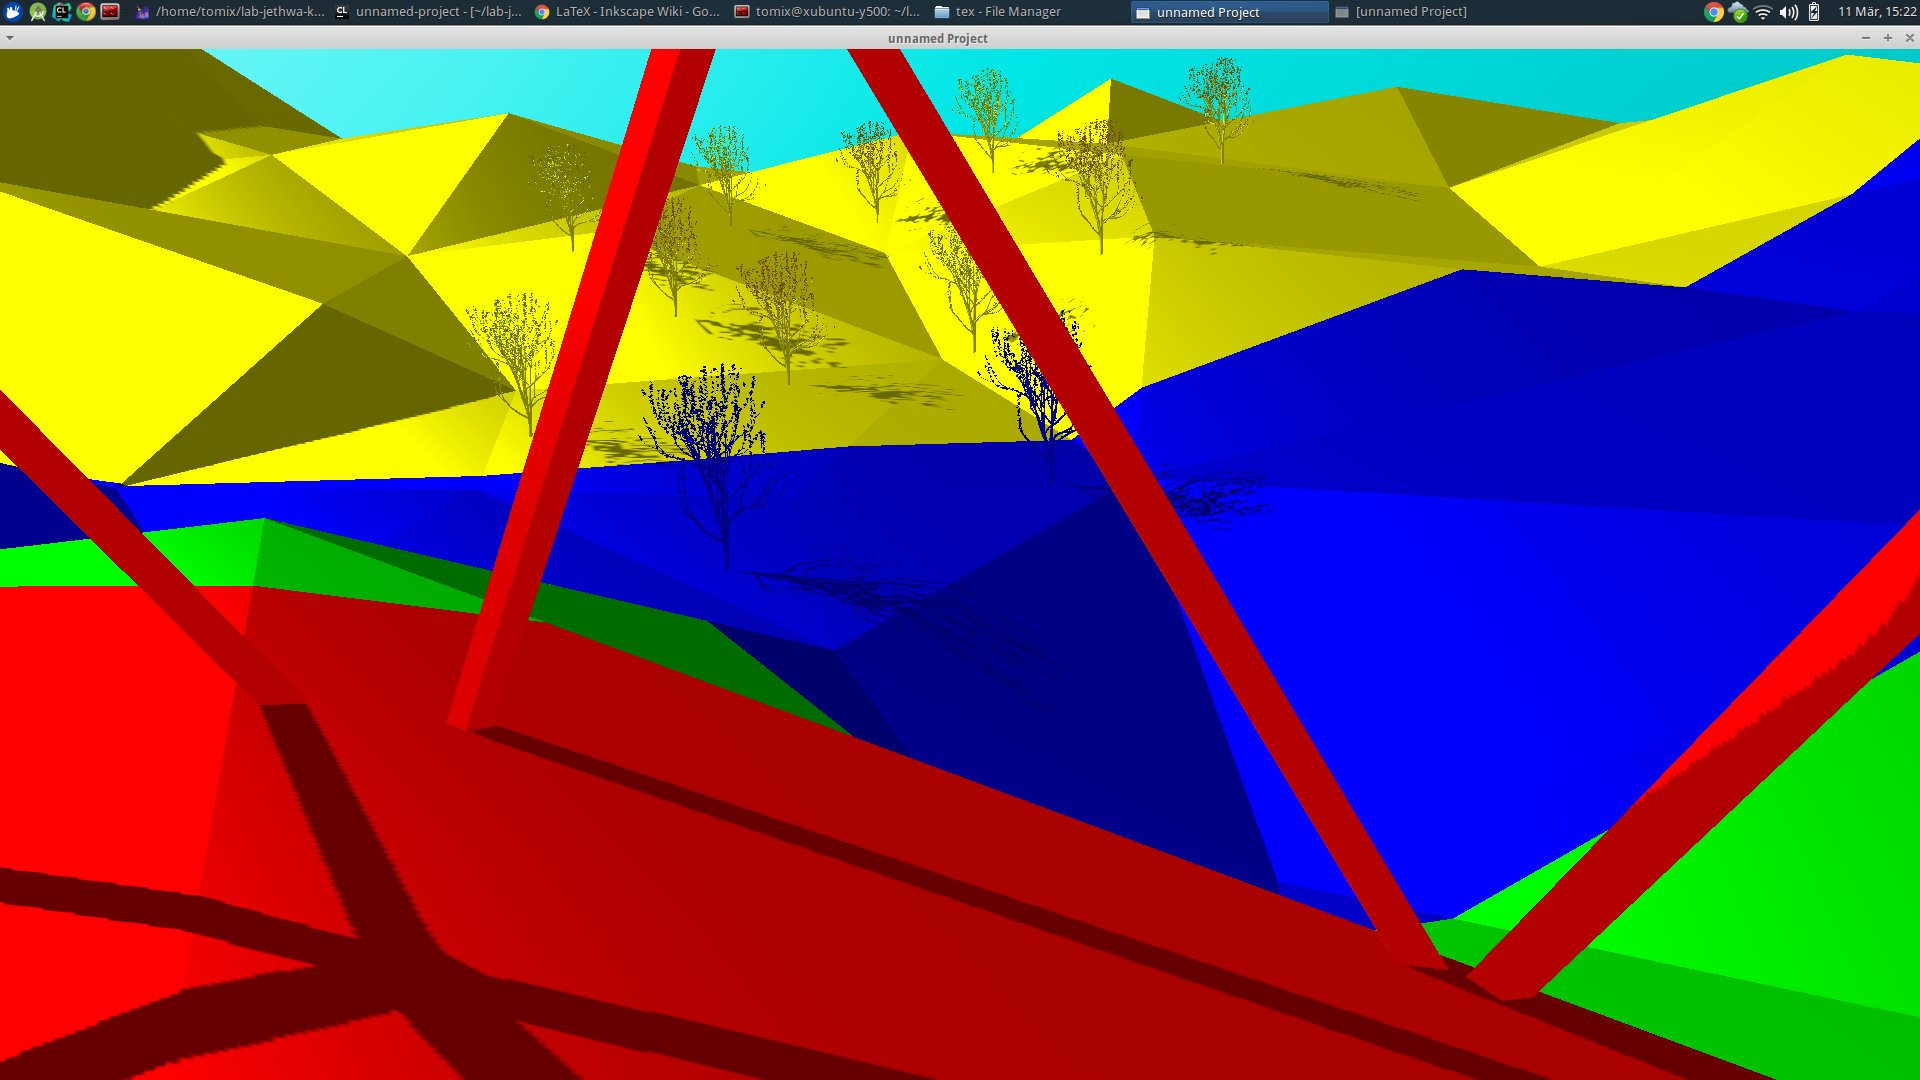 /home/tomix/lab-jethwa-k... CL unnamed-project - [~/lab-j... LaTeX - Inkscape Wiki - Go... tomix@xubuntu-y500: ~/l... tex - File Manager unnamed Project [unnamed Project] 11 Mär, 15:22
unnamed Project